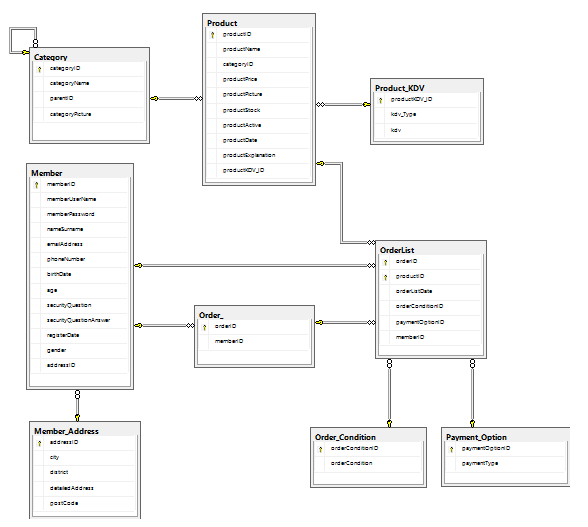 Product
productID
productName
categoryID
productPrice
productPicture
productStock
productActive
productDate
productExplanation
productKDV_ID
Category
categoryID
categoryName
parentID
categoryPicture
Product_KDV
productKDV_ID
kdv_Type
kdv
Member
memberID
memberUserName
memberPassword
nameSurname
emailAddress
phoneNumber
birthDate
age
securityQuestion
securityQuestionAnswer
registerDate
gender
addressID
OrderList
orderID
productID
orderListDate
orderConditionID
paymentOptionID
memberID
Order_
orderID
memberID
Member_Address
addressID
city
district
detailedAddress
postCode
Order_Condition
orderConditionID
orderCondition
Payment_Option
paymentOptionID
paymentType